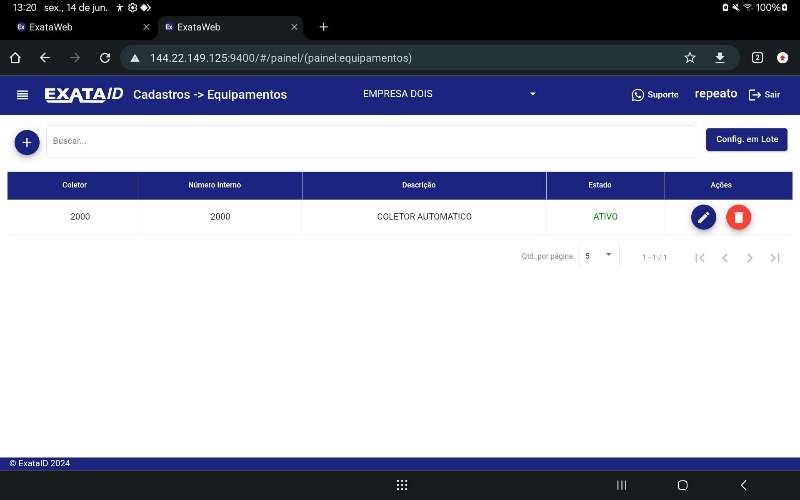 13:20 sex., 14 de jun. 100%
Ex ExataWeb
Ex ExataWeb
144.22.149.125:9400/#/painel/(painel:equipamentos)
2
EXATAID Cadastros -> Equipamentos EMPRESA DOIS Suporte repeato Sair
Buscar...
Config. em Lote
Coletor Número Interno Descrição Estado Ações
2000 2000 COLETOR AUTOMATICO ATIVO
Qtd. por página: 5 1 - 1 / 1
© ExataID 2024